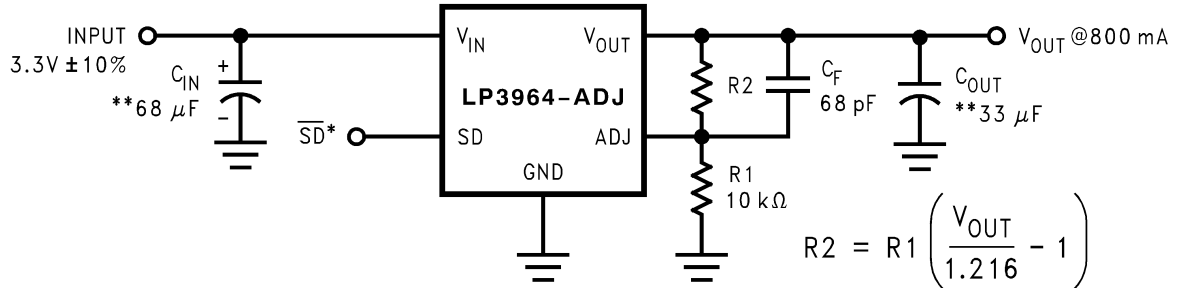 INPUT
3.3V ±10%
C_IN
**68 μF
+
-
SD*
V_IN
V_OUT
LP3964-ADJ
SD
ADJ
GND
R2
C_F
68 pF
R1
10 kΩ
C_OUT
**33 μF
V_OUT @800 mA
R2 = R1 (V_OUT / 1.216 - 1)